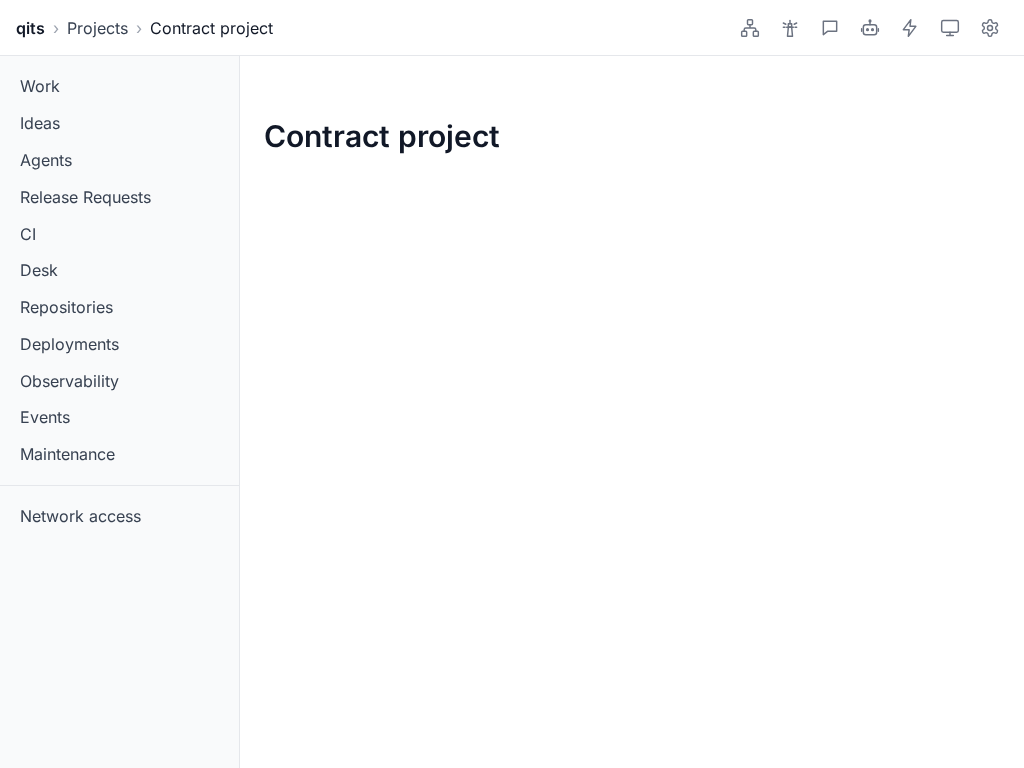 qits › Projects › Contract project
Work
Ideas
Agents
Release Requests
CI
Desk
Repositories
Deployments
Observability
Events
Maintenance
Network access
Contract project